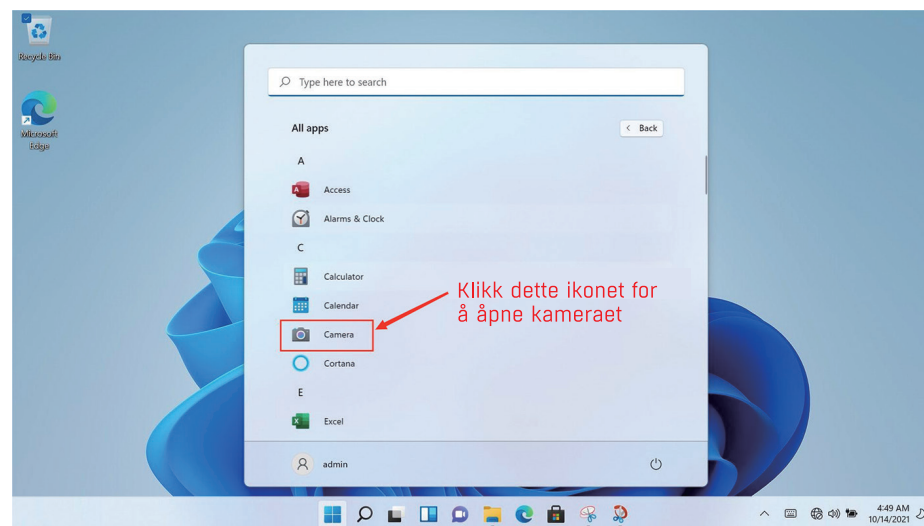 Recycle Bin
Microsoft
Edge
Type here to search
All apps
< Back
A
Access
Alarms & Clock
C
Calculator
Calendar
Camera
Cortana
E
Excel
admin
Klikk dette ikonet for
å åpne kameraet
4:49 AM
10/14/2021